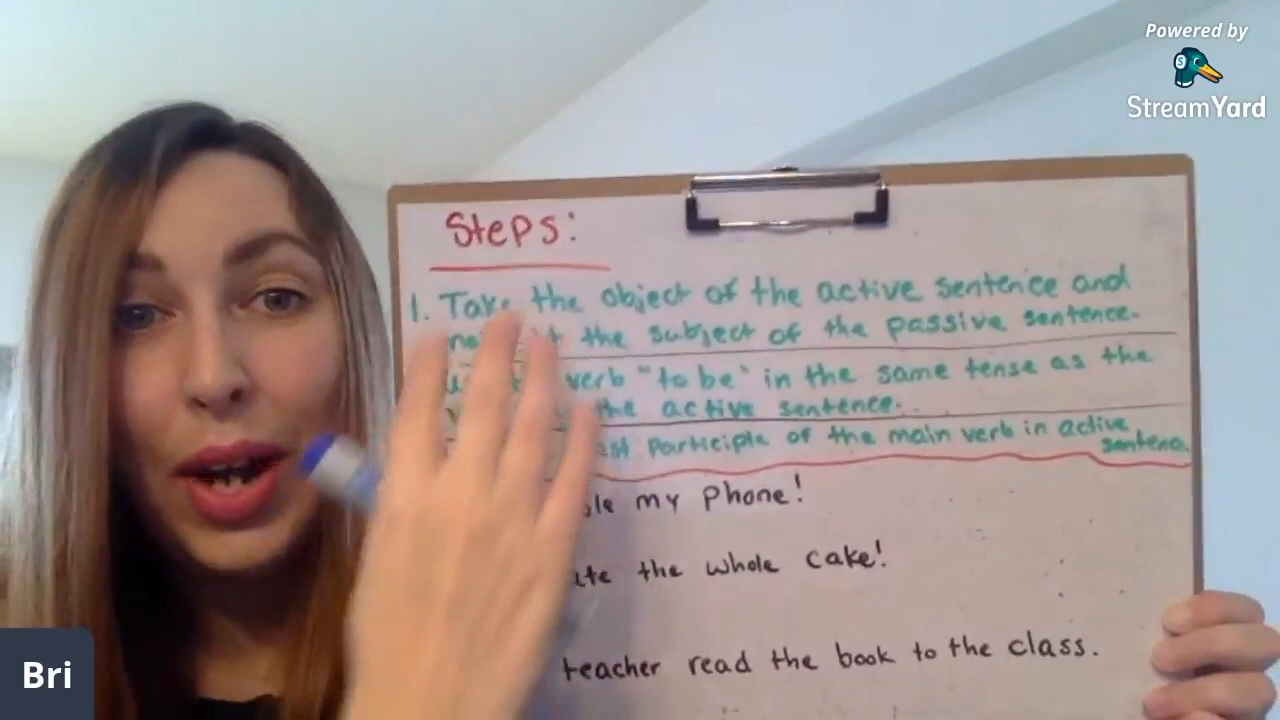 Powered by
StreamYard
Steps:
1. Take the object of the active sentence and
the subject of the passive sentence.
verb "to be" in the same tense as the
the active sentence.
Participle of the main verb in active
sentence.
my phone!
the whole cake!
teacher read the book to the class.
Bri